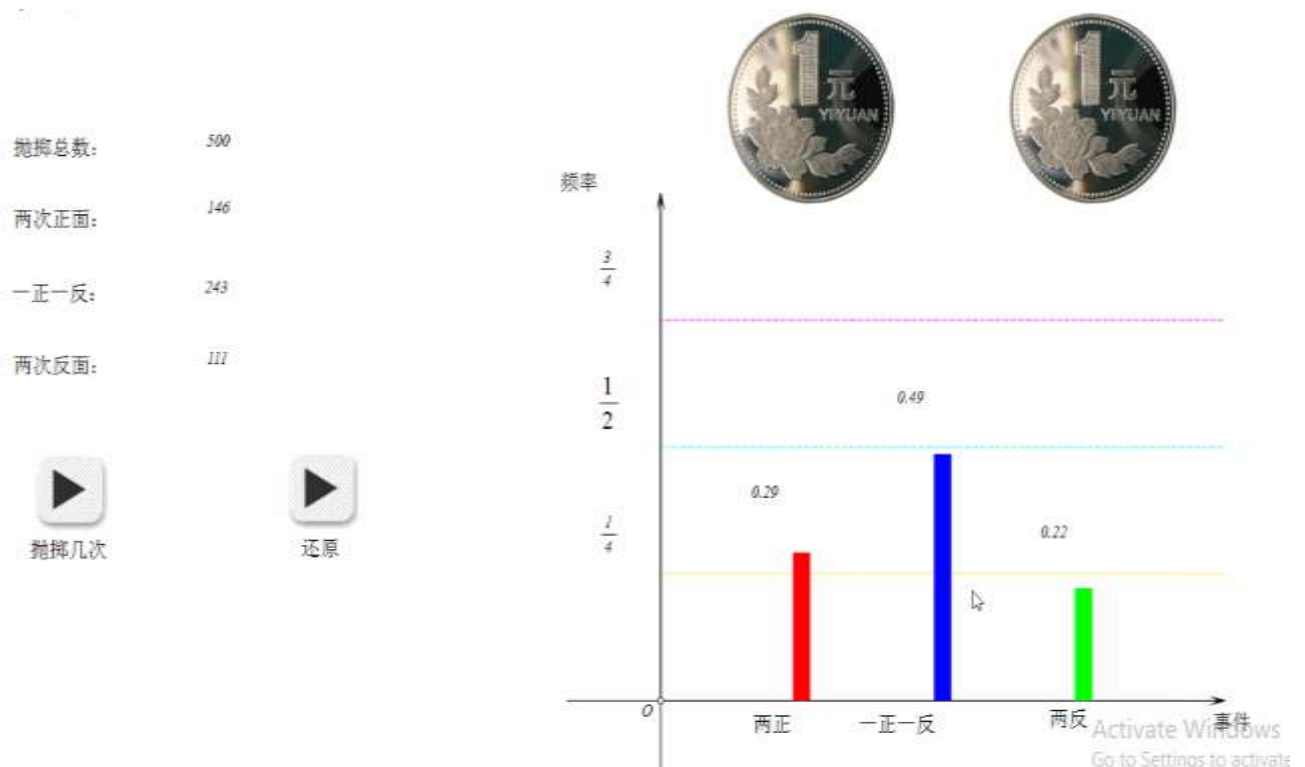 抛掷总数: 500
两次正面: 146
一正一反: 243
两次反面: 111
抛掷几次
还原
1
元
YIYUAN
1
元
YIYUAN
频率
3/4
1/2
1/4
0.49
0.29
0.22
O
两正
一正一反
两反
事件
Activate Windows
Go to Settings to activate